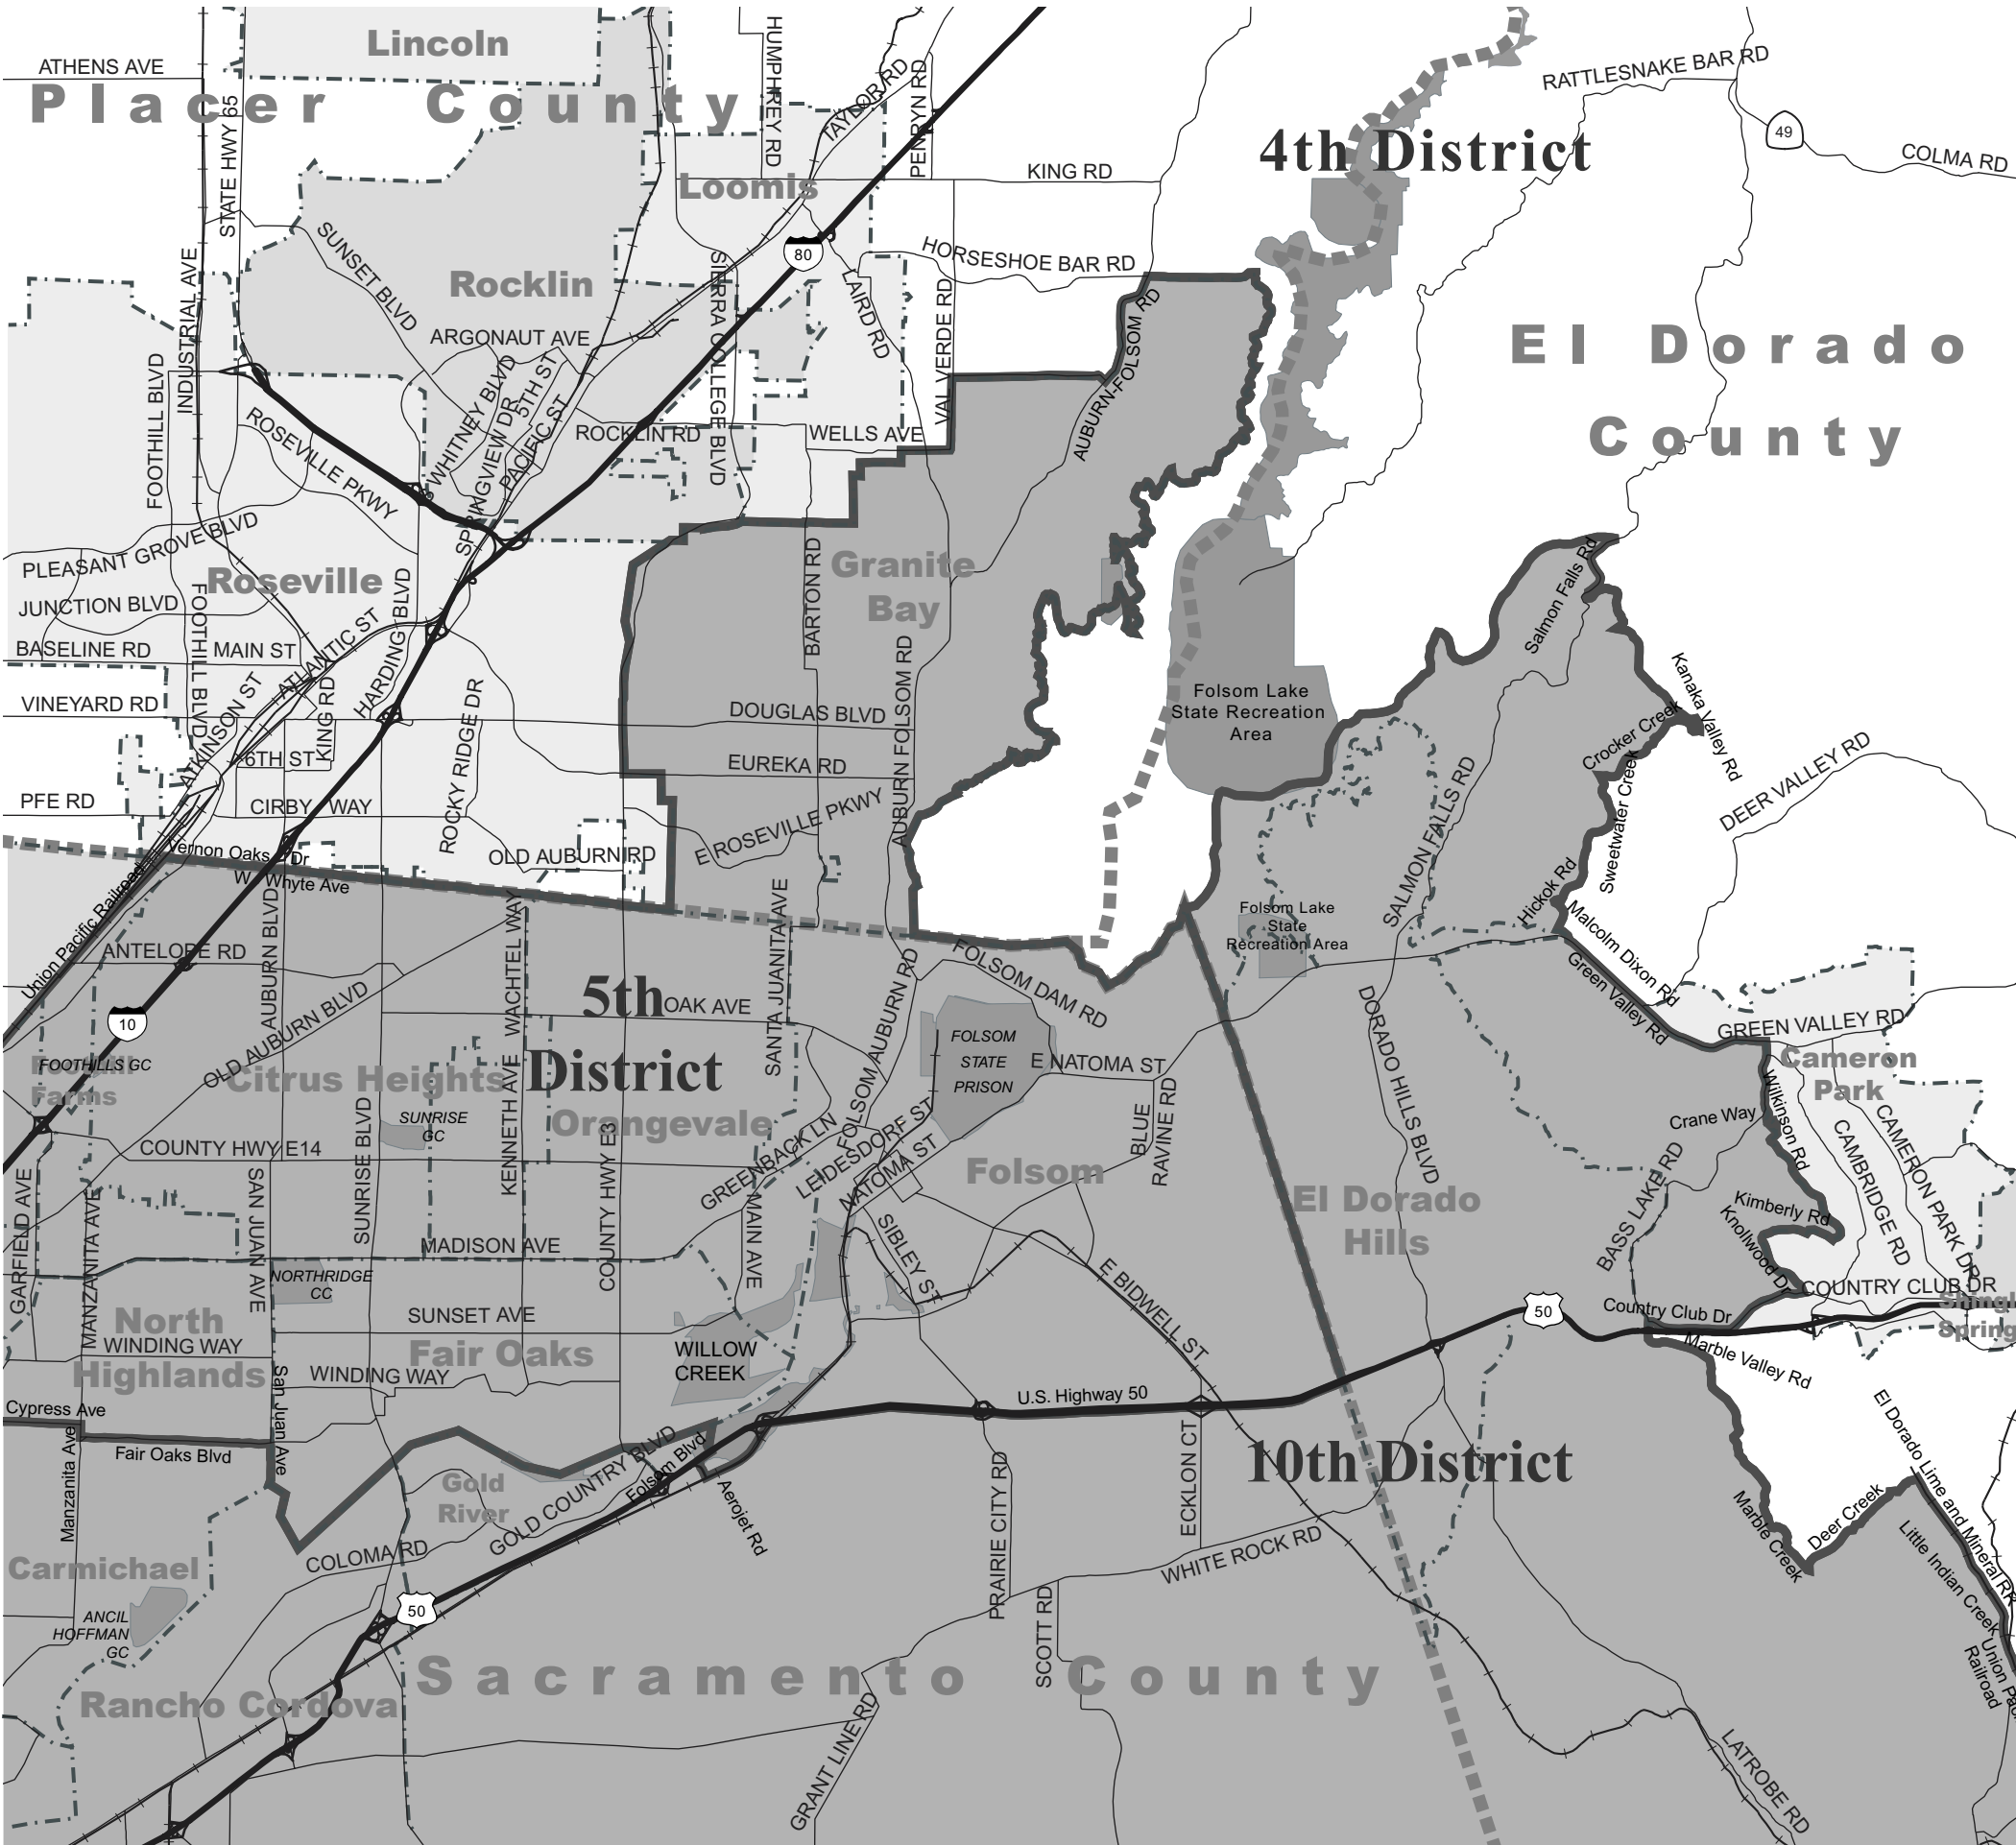 Lincoln
ATHENS AVE
Placer County
STATE HWY 65
HUMPHREY RD
TAYLOR RD
PENRYN RD
RATTLESNAKE BAR RD
49
COLMA RD
4th District
KING RD
Loomis
80
SUNSET BLVD
HORSESHOE BAR RD
Rocklin
INDUSTRIAL AVE
SIERRA COLLEGE BLVD
LAIRD RD
VAL VERDE RD
AUBURN-FOLSOM RD
El Dorado
County
ARGONAUT AVE
FOOTHILL BLVD
WHITNEY BLVD
5TH ST
SPRINGVIEW DR
PACIFIC ST
ROCKLIN RD
WELLS AVE
ROSEVILLE PKWY
PLEASANT GROVE BLVD
Roseville
Granite
Bay
BARTON RD
JUNCTION BLVD
FOOTHILL BLVD
HARDING BLVD
ATLANTIC ST
BASELINE RD
MAIN ST
Salmon Falls Rd
Kanaka Valley Rd
VINEYARD RD
ATKINSON ST
KING RD
ROCKY RIDGE DR
DOUGLAS BLVD
AUBURN FOLSOM RD
Folsom Lake
State Recreation
Area
Crocker Creek
6TH ST
EUREKA RD
DEER VALLEY RD
PFE RD
CIRBY WAY
E ROSEVILLE PKWY
SALMON FALLS RD
Sweetwater Creek
OLD AUBURN RD
Vernon Oaks Dr
W Whyte Ave
Union Pacific Railroad
Hickok Rd
Malcolm Dixon Rd
Green Valley Rd
Folsom Lake
State
Recreation Area
ANTELOPE RD
AUBURN BLVD
WACHTEL WAY
SANTA JUANITA AVE
FOLSOM DAM RD
5th
District
OAK AVE
10
OLD AUBURN BLVD
FOLSOM AUBURN RD
FOLSOM
STATE
PRISON
E NATOMA ST
DORADO HILLS BLVD
GREEN VALLEY RD
Cameron
Park
FOOTHILLS GC
Foothill
Farms
Citrus Heights
KENNETH AVE
Orangevale
SUNRISE
GC
SUNRISE BLVD
COUNTY HWY E14
COUNTY HWY E3
GREENBACK LN
LEIDESDORF ST
NATOMA ST
BLUE
RAVINE RD
Folsom
Crane Way
Wilkinson Rd
CAMERON PARK DR
CAMBRIDGE RD
BASS LAKE RD
El Dorado
Hills
Kimberly Rd
Knollwood Dr
GARFIELD AVE
MANZANITA AVE
SAN JUAN AVE
MADISON AVE
MAIN AVE
SIBLEY ST
E BIDWELL ST
NORTHRIDGE
CC
SUNSET AVE
COUNTRY CLUB DR
Country Club Dr
50
North
Highlands
WINDING WAY
Fair Oaks
WILLOW
CREEK
WINDING WAY
Marble Valley Rd
U.S. Highway 50
Cypress Ave
Fair Oaks Blvd
San Juan Ave
Manzanita Ave
Gold
River
GOLD COUNTRY BLVD
Folsom Blvd
Aerojet Rd
10th District
PRAIRIE CITY RD
ECKLON CT
El Dorado Lime and Mineral RR
Marble Creek
Deer Creek
Little Indian Creek
COLOMA RD
WHITE ROCK RD
Carmichael
ANCIL
HOFFMAN
GC
50
SCOTT RD
Rancho Cordova
Sacramento County
GRANT LINE RD
LATROBE RD
Railroad